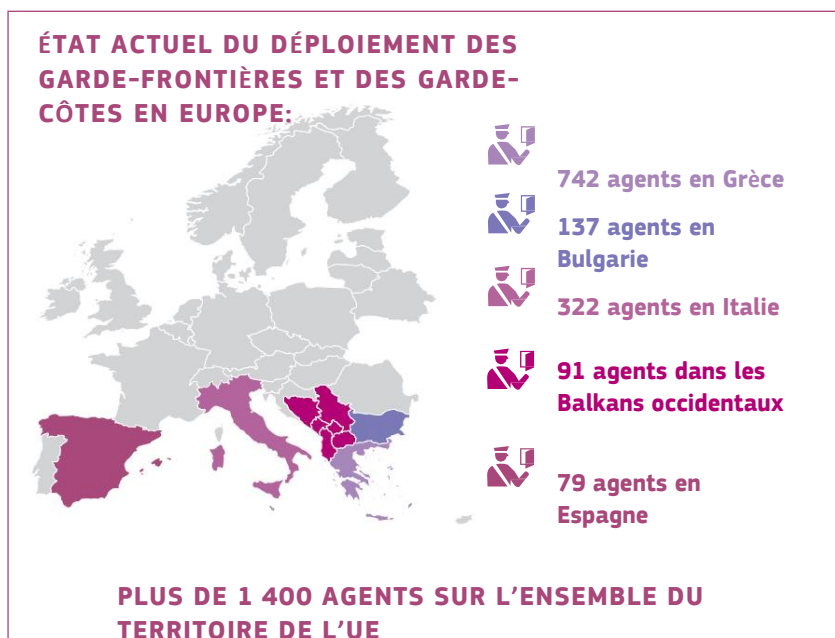 ÉTAT ACTUEL DU DÉPLOIEMENT DES
GARDE-FRONTIÈRES ET DES GARDE-
CÔTES EN EUROPE:
742 agents en Grèce
137 agents en
Bulgarie
322 agents en Italie
91 agents dans les
Balkans occidentaux
79 agents en
Espagne
PLUS DE 1 400 AGENTS SUR L’ENSEMBLE DU
TERRITOIRE DE L’UE